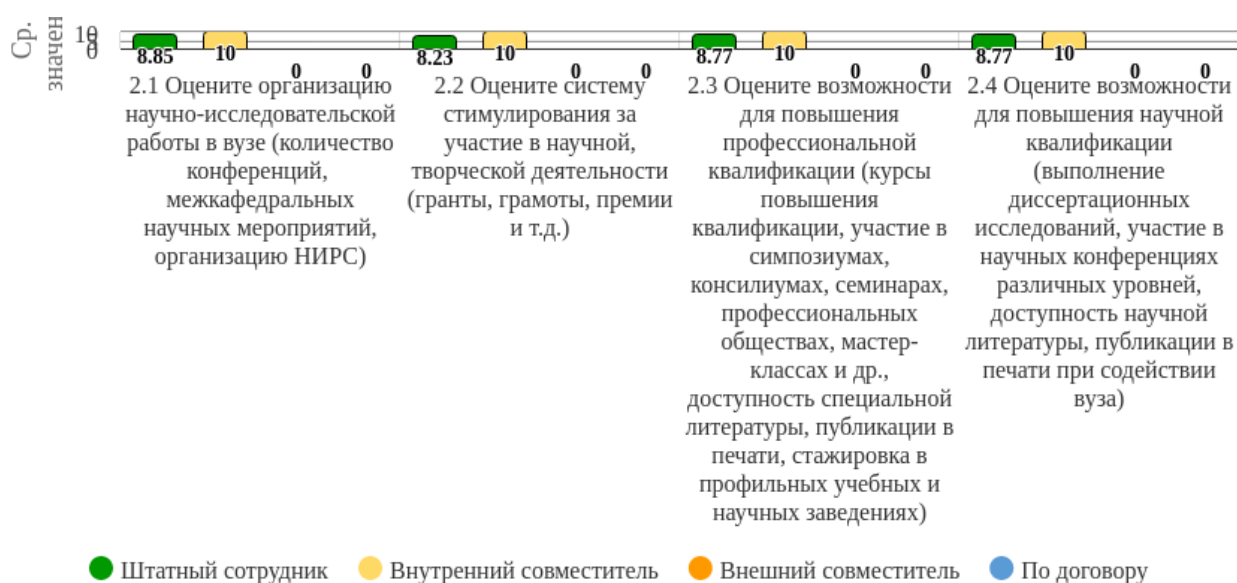 Ср.
значен
10
5
0
8.85
10
0
0
8.23
10
0
0
8.77
10
0
0
8.77
10
0
0
2.1 Оцените организацию
научно-исследовательской
работы в вузе (количество
конференций,
межкафедральных
научных мероприятий,
организацию НИРС)
2.2 Оцените систему
стимулирования за
участие в научной,
творческой деятельности
(гранты, грамоты, премии
и т.д.)
2.3 Оцените возможности
для повышения
профессиональной
квалификации (курсы
повышения
квалификации, участие в
симпозиумах,
консилиумах, семинарах,
профессиональных
обществах, мастер-
классах и др.,
доступность специальной
литературы, публикации в
печати, стажировка в
профильных учебных и
научных заведениях)
2.4 Оцените возможности
для повышения научной
квалификации
(выполнение
диссертационных
исследований, участие в
научных конференциях
различных уровней,
доступность научной
литературы, публикации в
печати при содействии
вуза)
Штатный сотрудник
Внутренний совместитель
Внешний совместитель
По договору